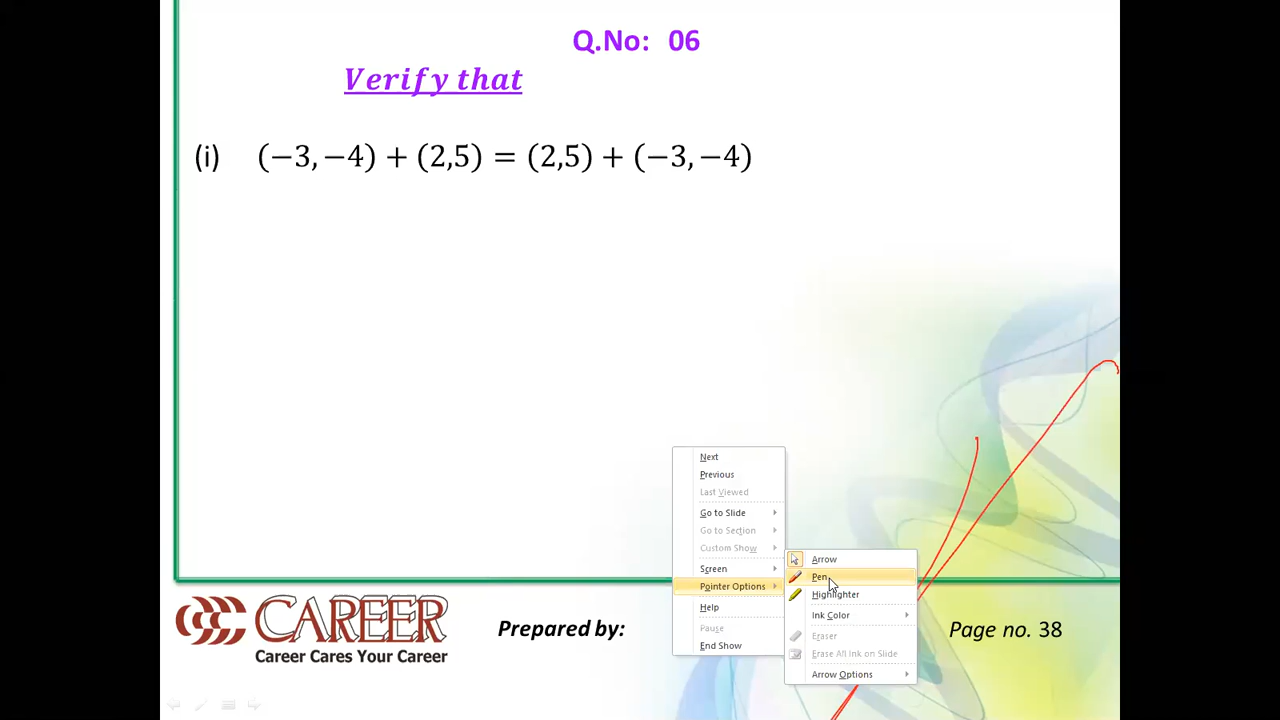 Q.No: 06
Verify that
(i) (−3, −4) + (2,5) = (2,5) + (−3, −4)
Next
Previous
Last Viewed
Go to Slide
Go to Section
Custom Show
Screen
Pointer Options
Help
Pause
End Show
Arrow
Pen
Highlighter
Ink Color
Eraser
Erase All Ink on Slide
Arrow Options
CAREER
Career Cares Your Career
Prepared by:
Page no. 38